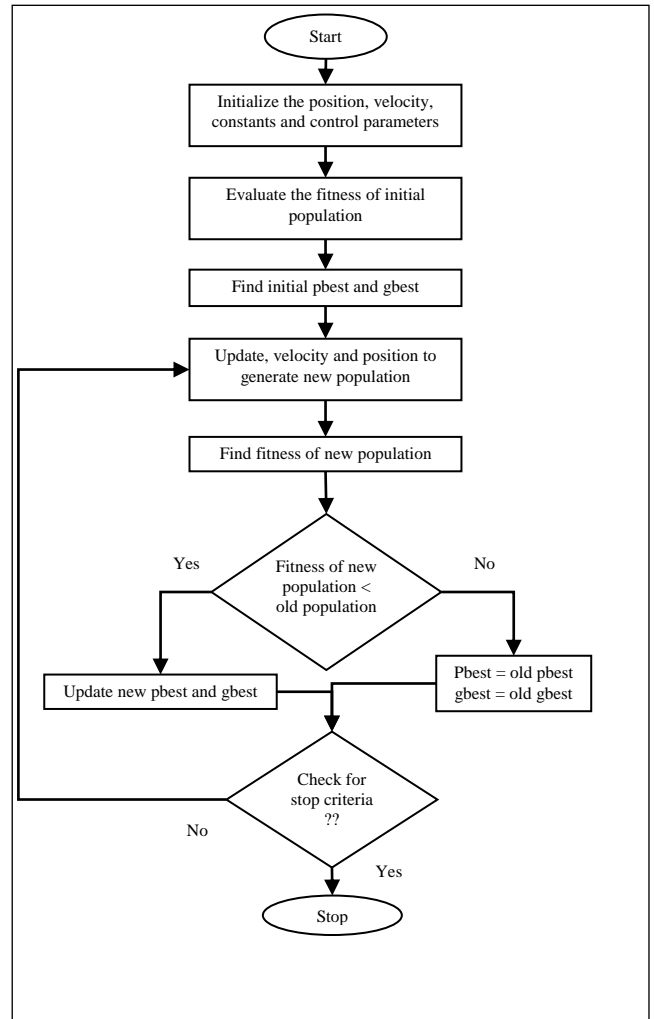 Start
Initialize the position, velocity,
constants and control parameters
Evaluate the fitness of initial
population
Find initial pbest and gbest
Update, velocity and position to
generate new population
Find fitness of new population
Yes
Fitness of new
population <
old population
No
Update new pbest and gbest
Pbest = old pbest
gbest = old gbest
Check for
stop criteria
??
No
Yes
Stop